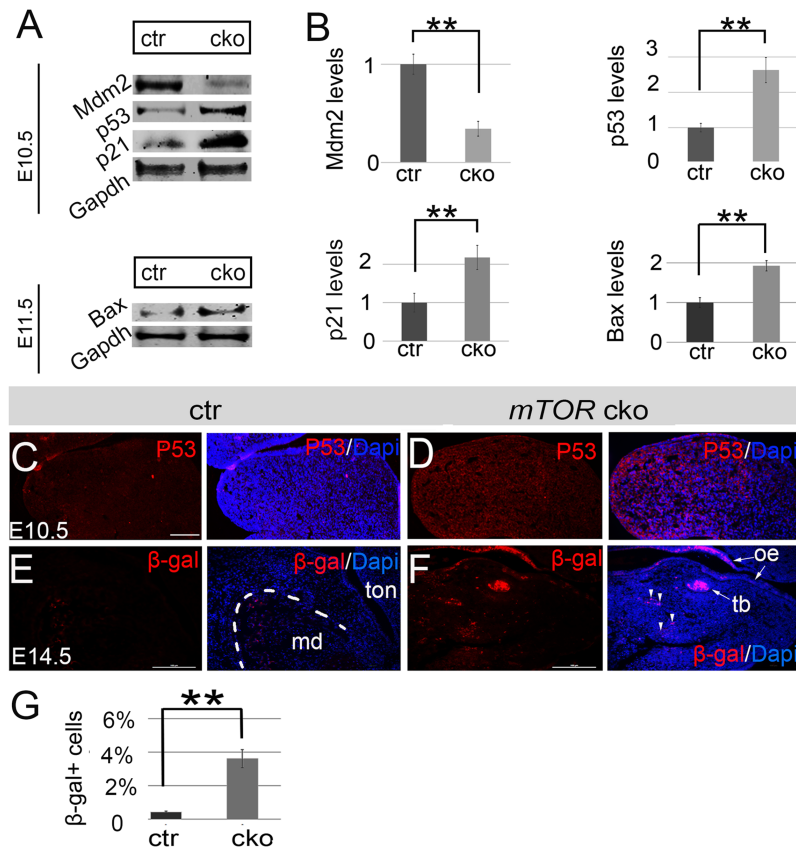 A
ctr cko
E10.5
Mdm2
p53
p21
Gapdh
ctr cko
E11.5
Bax
Gapdh
B
**
Mdm2 levels
1
0
ctr cko
**
p53 levels
3
2
1
0
ctr cko
**
p21 levels
2
1
0
ctr cko
**
Bax levels
2
1
0
ctr cko
ctr mTOR cko
C P53 P53/Dapi D P53 P53/Dapi
E10.5
E β-gal β-gal/Dapi F β-gal oe
ton
tb
md
E14.5 β-gal/Dapi
G
**
β-gal+ cells
6%
4%
2%
0
ctr cko